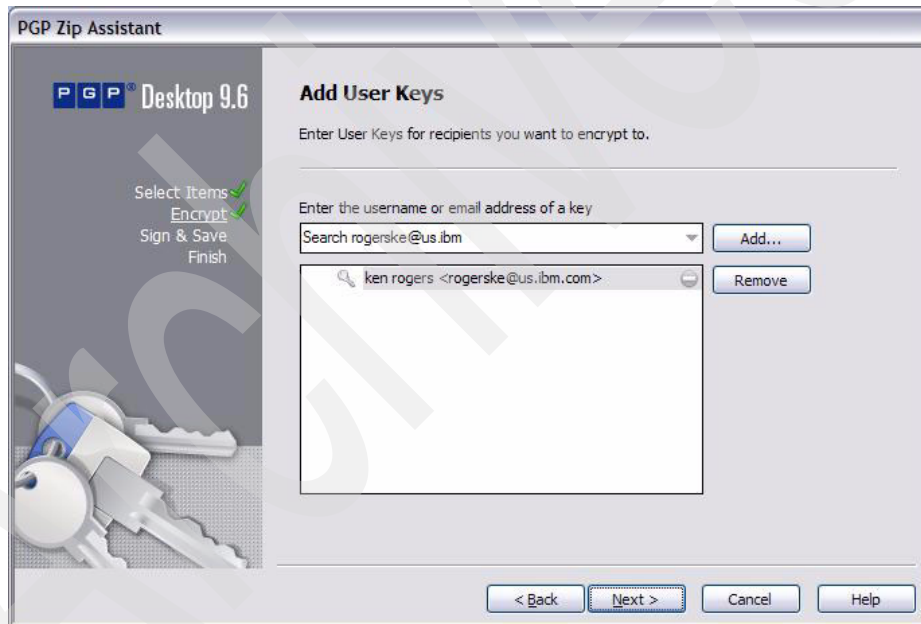 PGP Zip Assistant
PGP® Desktop 9.6
Select Items
Encrypt
Sign & Save
Finish
Add User Keys
Enter User Keys for recipients you want to encrypt to.
Enter the username or email address of a key
Search rogerske@us.ibm
Add...
ken rogers <rogerske@us.ibm.com>
Remove
< Back
Next >
Cancel
Help